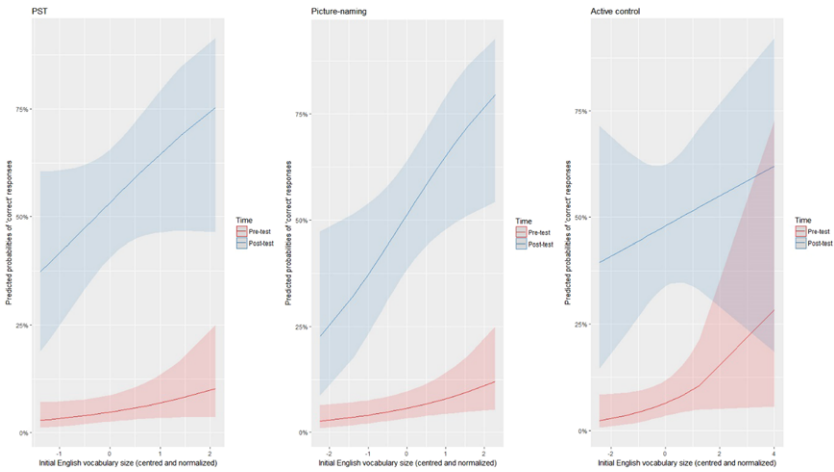 PST
Predicted probabilities of 'correct' responses
75%
50%
25%
0%
-1
0
1
2
Initial English vocabulary size (centred and normalized)
Time
Pre-test
Post-test
Picture-naming
Predicted probabilities of 'correct' responses
75%
50%
25%
0%
-2
-1
0
1
2
Initial English vocabulary size (centred and normalized)
Time
Pre-test
Post-test
Active control
Predicted probabilities of 'correct' responses
75%
50%
25%
0%
-2
0
2
4
Initial English vocabulary size (centred and normalized)
Time
Pre-test
Post-test